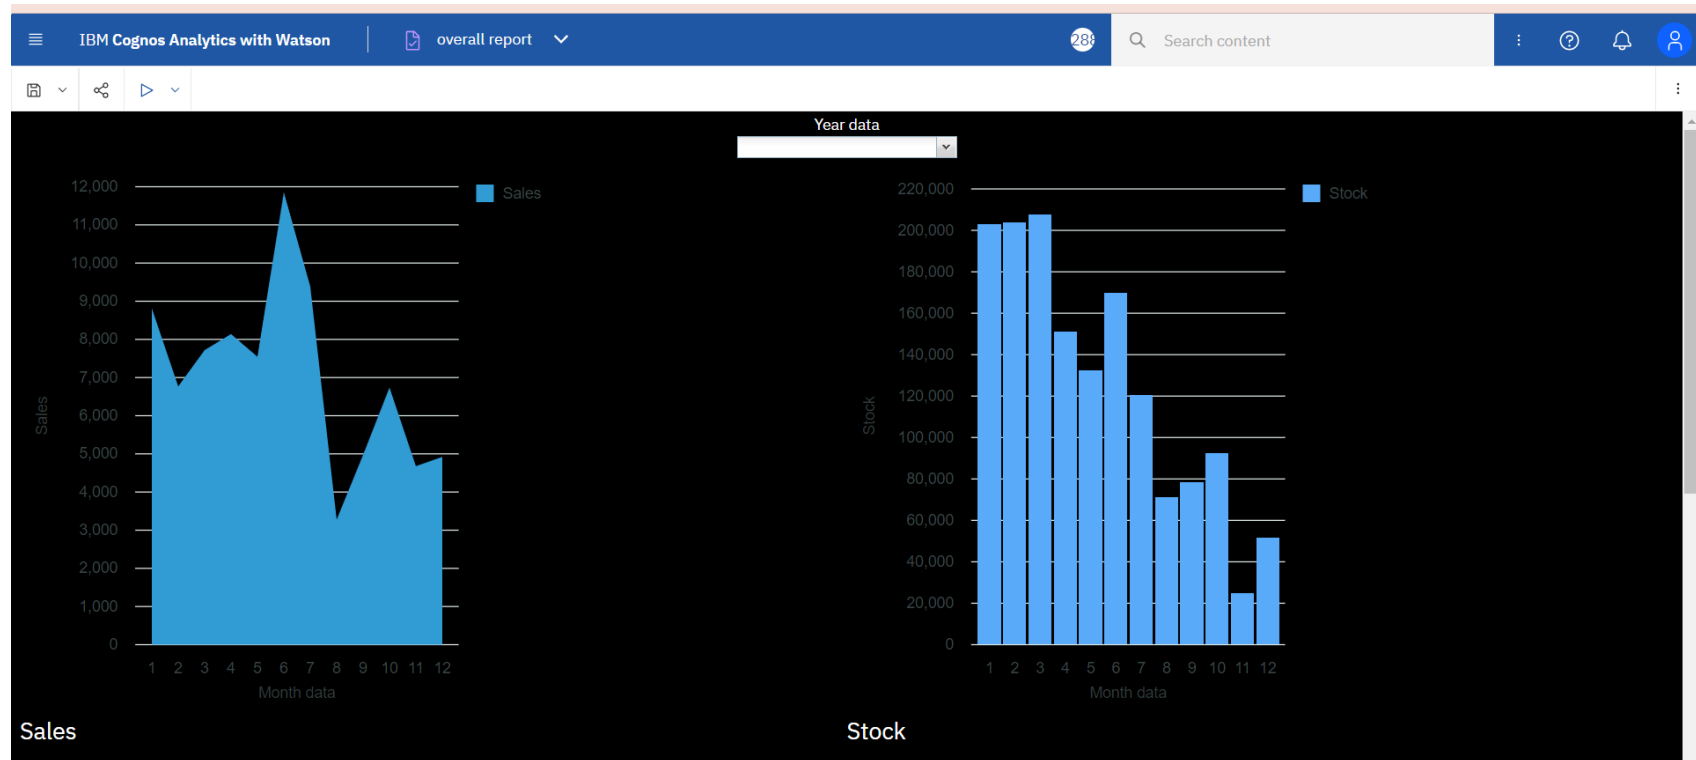 IBM Cognos Analytics with Watson
overall report
288
Search content
Year data
12,000
11,000
10,000
9,000
8,000
7,000
6,000
5,000
4,000
3,000
2,000
1,000
0
Sales
1 2 3 4 5 6 7 8 9 10 11 12
Month data
Sales
Sales
220,000
200,000
180,000
160,000
140,000
120,000
100,000
80,000
60,000
40,000
20,000
0
Stock
1 2 3 4 5 6 7 8 9 10 11 12
Month data
Stock
Stock